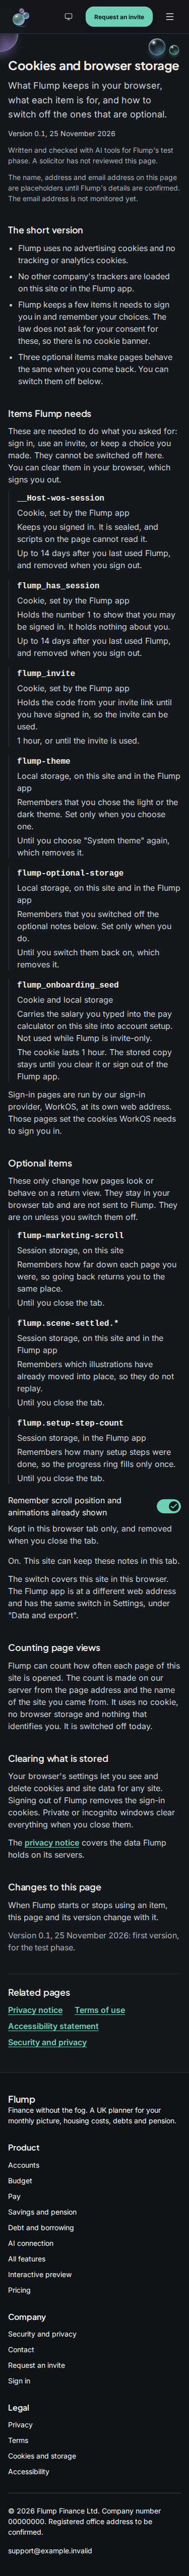 Request an invite
Cookies and browser storage
What Flump keeps in your browser,
what each item is for, and how to
switch off the ones that are optional.
Version 0.1, 25 November 2026
Written and checked with AI tools for Flump's test
phase. A solicitor has not reviewed this page.
The name, address and email address on this page
are placeholders until Flump's details are confirmed.
The email address is not monitored yet.
The short version
• Flump uses no advertising cookies and no
tracking or analytics cookies.
• No other company's trackers are loaded
on this site or in the Flump app.
• Flump keeps a few items it needs to sign
you in and remember your choices. The
law does not ask for your consent for
these, so there is no cookie banner.
• Three optional items make pages behave
the same when you come back. You can
switch them off below.
Items Flump needs
These are needed to do what you asked for:
sign in, use an invite, or keep a choice you
made. They cannot be switched off here.
You can clear them in your browser, which
signs you out.
__Host-wos-session
Cookie, set by the Flump app
Keeps you signed in. It is sealed, and
scripts on the page cannot read it.
Up to 14 days after you last used Flump,
and removed when you sign out.
flump_has_session
Cookie, set by the Flump app
Holds the number 1 to show that you may
be signed in. It holds nothing about you.
Up to 14 days after you last used Flump,
and removed when you sign out.
flump_invite
Cookie, set by the Flump app
Holds the code from your invite link until
you have signed in, so the invite can be
used.
1 hour, or until the invite is used.
flump-theme
Local storage, on this site and in the Flump
app
Remembers that you chose the light or the
dark theme. Set only when you choose
one.
Until you choose "System theme" again,
which removes it.
flump-optional-storage
Local storage, on this site and in the Flump
app
Remembers that you switched off the
optional notes below. Set only when you
do.
Until you switch them back on, which
removes it.
flump_onboarding_seed
Cookie and local storage
Carries the salary you typed into the pay
calculator on this site into account setup.
Not used while Flump is invite-only.
The cookie lasts 1 hour. The stored copy
stays until you clear it or sign out of the
Flump app.
Sign-in pages are run by our sign-in
provider, WorkOS, at its own web address.
Those pages set the cookies WorkOS needs
to sign you in.
Optional items
These only change how pages look or
behave on a return view. They stay in your
browser tab and are not sent to Flump. They
are on unless you switch them off.
flump-marketing-scroll
Session storage, on this site
Remembers how far down each page you
were, so going back returns you to the
same place.
Until you close the tab.
flump.scene-settled.*
Session storage, on this site and in the
Flump app
Remembers which illustrations have
already moved into place, so they do not
replay.
Until you close the tab.
flump.setup-step-count
Session storage, in the Flump app
Remembers how many setup steps were
done, so the progress ring fills only once.
Until you close the tab.
Remember scroll position and
animations already shown
Kept in this browser tab only, and removed
when you close the tab.
On. This site can keep these notes in this tab.
The switch covers this site in this browser.
The Flump app is at a different web address
and has the same switch in Settings, under
"Data and export".
Counting page views
Flump can count how often each page of this
site is opened. The count is made on our
server from the page address and the name
of the site you came from. It uses no cookie,
no browser storage and nothing that
identifies you. It is switched off today.
Clearing what is stored
Your browser's settings let you see and
delete cookies and site data for any site.
Signing out of Flump removes the sign-in
cookies. Private or incognito windows clear
everything when you close them.
The privacy notice covers the data Flump
holds on its servers.
Changes to this page
When Flump starts or stops using an item,
this page and its version change with it.
Version 0.1, 25 November 2026: first version,
for the test phase.
Related pages
Privacy notice Terms of use
Accessibility statement
Security and privacy
Flump
Finance without the fog. A UK planner for your
monthly picture, housing costs, debts and pension.
Product
Accounts
Budget
Pay
Savings and pension
Debt and borrowing
AI connection
All features
Interactive preview
Pricing
Company
Security and privacy
Contact
Request an invite
Sign in
Legal
Privacy
Terms
Cookies and storage
Accessibility
© 2026 Flump Finance Ltd. Company number
00000000. Registered office address to be
confirmed.
support@example.invalid